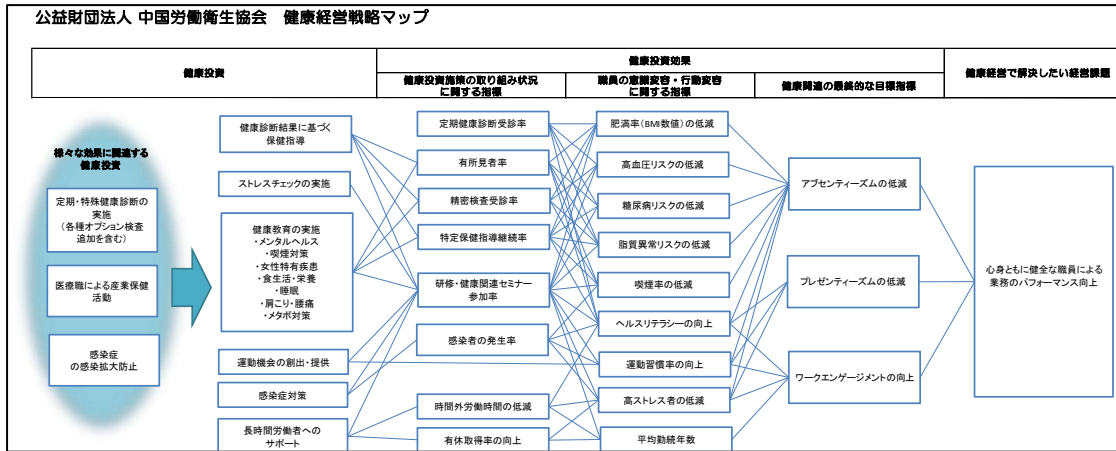 公益財団法人 中国労働衛生協会 健康経営戦略マップ
健康投資
健康投資効果
健康経営で解決したい経営課題
健康投資施策の取り組み状況
に関する指標
職員の意識変容・行動変容
に関する指標
健康関連の最終的な目標指標
様々な効果に関連する
健康投資
定期・特殊健康診断の
実施
（各種オプション検査
追加を含む）
医療職による産業保健
活動
感染症
の感染拡大防止
健康診断結果に基づく
保健指導
ストレスチェックの実施
健康教育の実施
・メンタルヘルス
・喫煙対策
・女性特有疾患
・食生活・栄養
・睡眠
・肩こり・腰痛
・メタボ対策
運動機会の創出・提供
感染症対策
長時間労働者への
サポート
定期健康診断受診率
有所見者率
精密検査受診率
特定保健指導継続率
研修・健康関連セミナー
参加率
感染者の発生率
時間外労働時間の低減
有休取得率の向上
肥満率（BMI数値）の低減
高血圧リスクの低減
糖尿病リスクの低減
脂質異常リスクの低減
喫煙率の低減
ヘルスリテラシーの向上
運動習慣率の向上
高ストレス者の低減
平均勤続年数
アブセンティーズムの低減
プレゼンティーズムの低減
ワークエンゲージメントの向上
心身ともに健全な職員による
業務のパフォーマンス向上